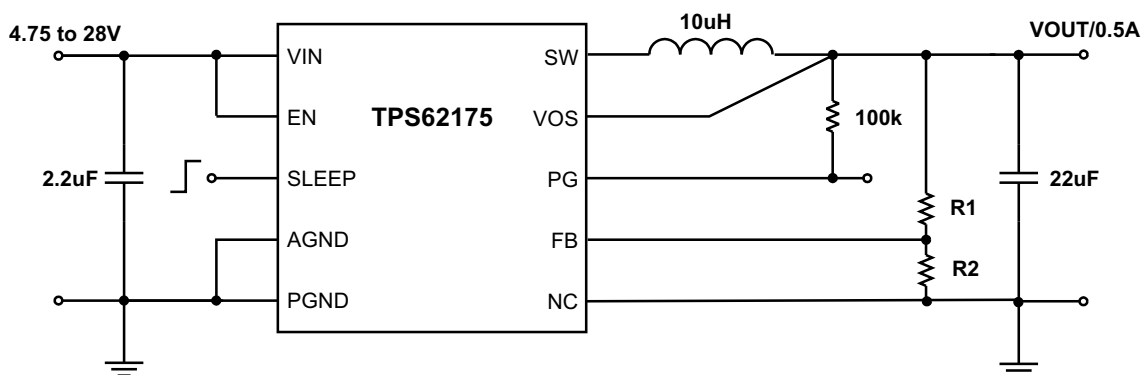 4.75 to 28V
10uH
VOUT/0.5A
VIN
SW
EN
TPS62175
VOS
100k
2.2uF
SLEEP
PG
22uF
R1
AGND
FB
R2
PGND
NC